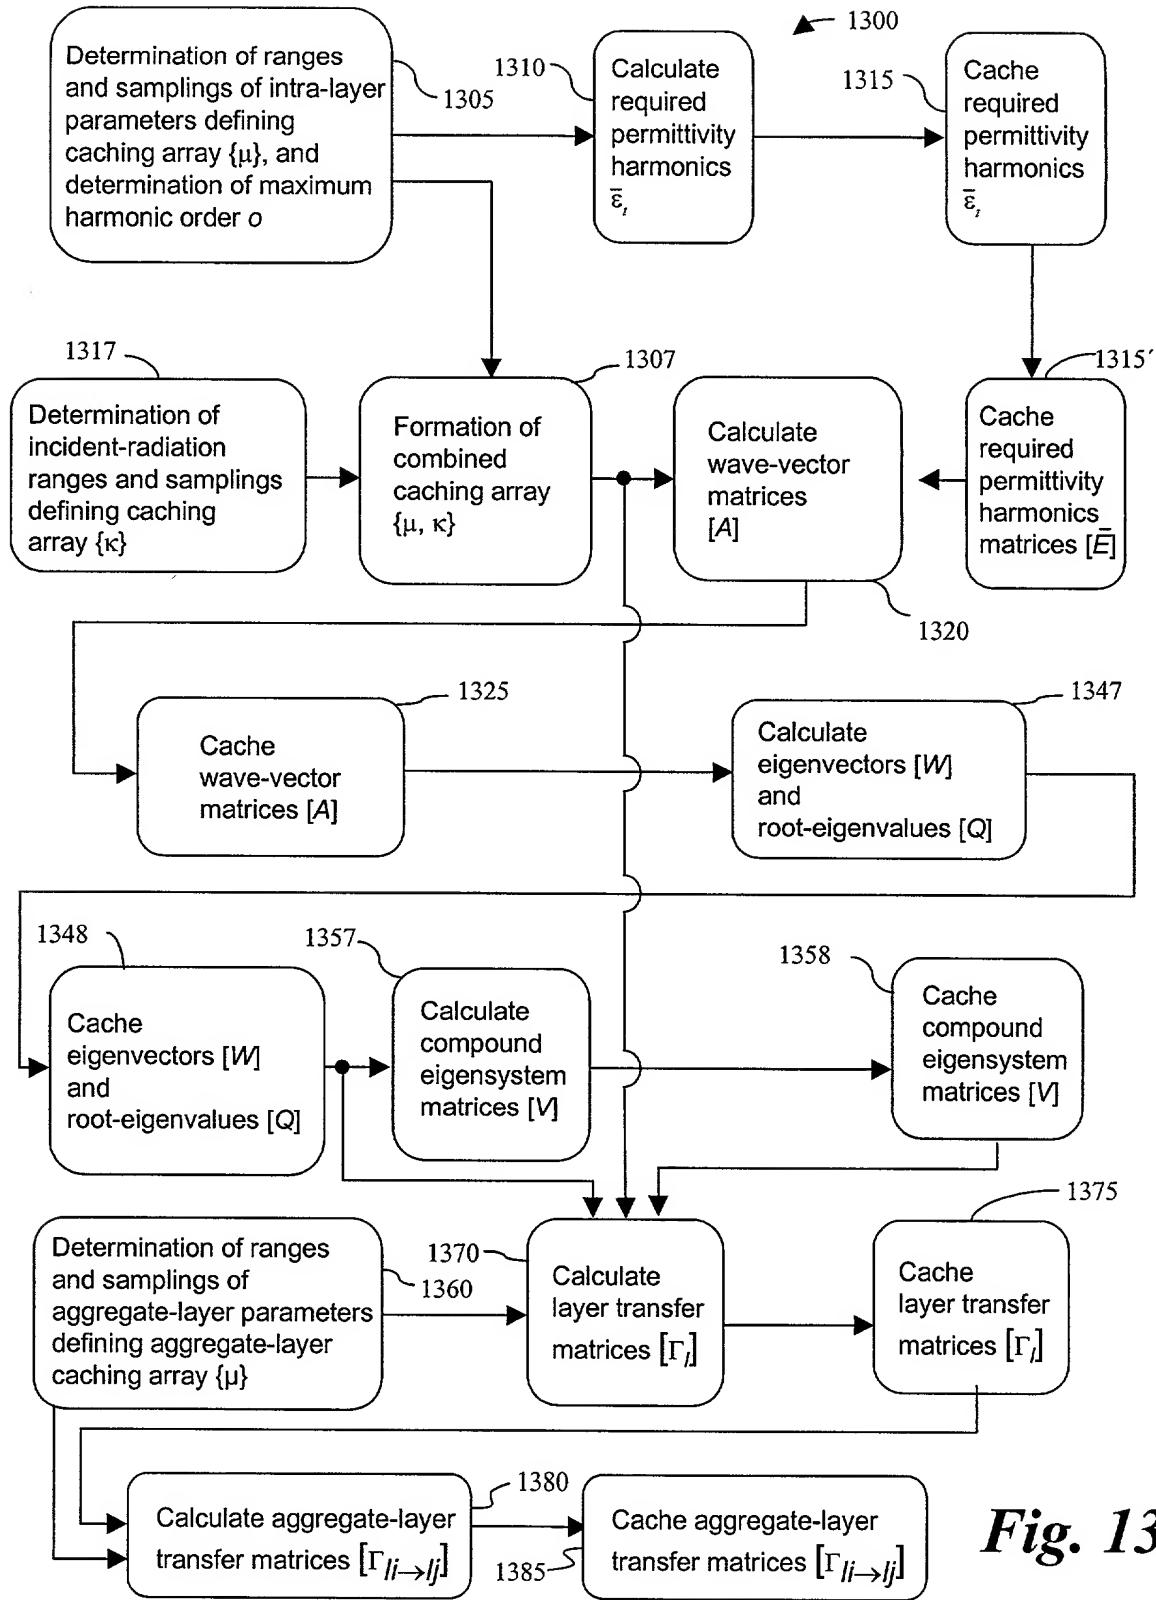 1300
Determination of ranges
and samplings of intra-layer
parameters defining
caching array {μ}, and
determination of maximum
harmonic order o
1305
1310
Calculate
required
permittivity
harmonics
ε̅ᵢ
1315
Cache
required
permittivity
harmonics
ε̅ᵢ
1317
Determination of
incident-radiation
ranges and samplings
defining caching
array {κ}
1307
Formation of
combined
caching array
{μ, κ}
Calculate
wave-vector
matrices
[A]
1320
1315′
Cache
required
permittivity
harmonics
matrices [E̅]
1325
Cache
wave-vector
matrices [A]
1347
Calculate
eigenvectors [W]
and
root-eigenvalues [Q]
1348
Cache
eigenvectors [W]
and
root-eigenvalues [Q]
1357
Calculate
compound
eigensystem
matrices [V]
1358
Cache
compound
eigensystem
matrices [V]
Determination of ranges
and samplings of
aggregate-layer parameters
defining aggregate-layer
caching array {μ}
1360
1370
Calculate
layer transfer
matrices [Γl]
1375
Cache
layer transfer
matrices [Γl]
1380
Calculate aggregate-layer
transfer matrices [Γli→lj]
1385
Cache aggregate-layer
transfer matrices [Γli→lj]
Fig. 13